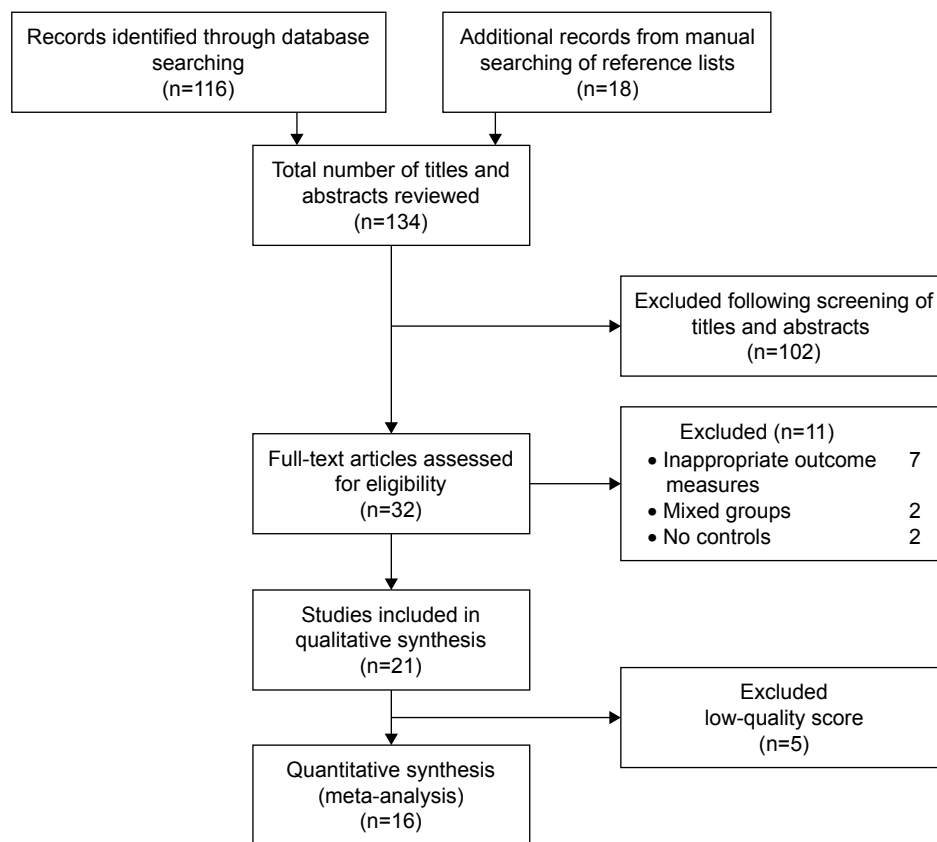 Records identified through database
searching
(n=116)
Additional records from manual
searching of reference lists
(n=18)
Total number of titles and
abstracts reviewed
(n=134)
Excluded following screening of
titles and abstracts
(n=102)
Full-text articles assessed
for eligibility
(n=32)
Excluded (n=11)
• Inappropriate outcome 7
measures
• Mixed groups 2
• No controls 2
Studies included in
qualitative synthesis
(n=21)
Excluded
low-quality score
(n=5)
Quantitative synthesis
(meta-analysis)
(n=16)